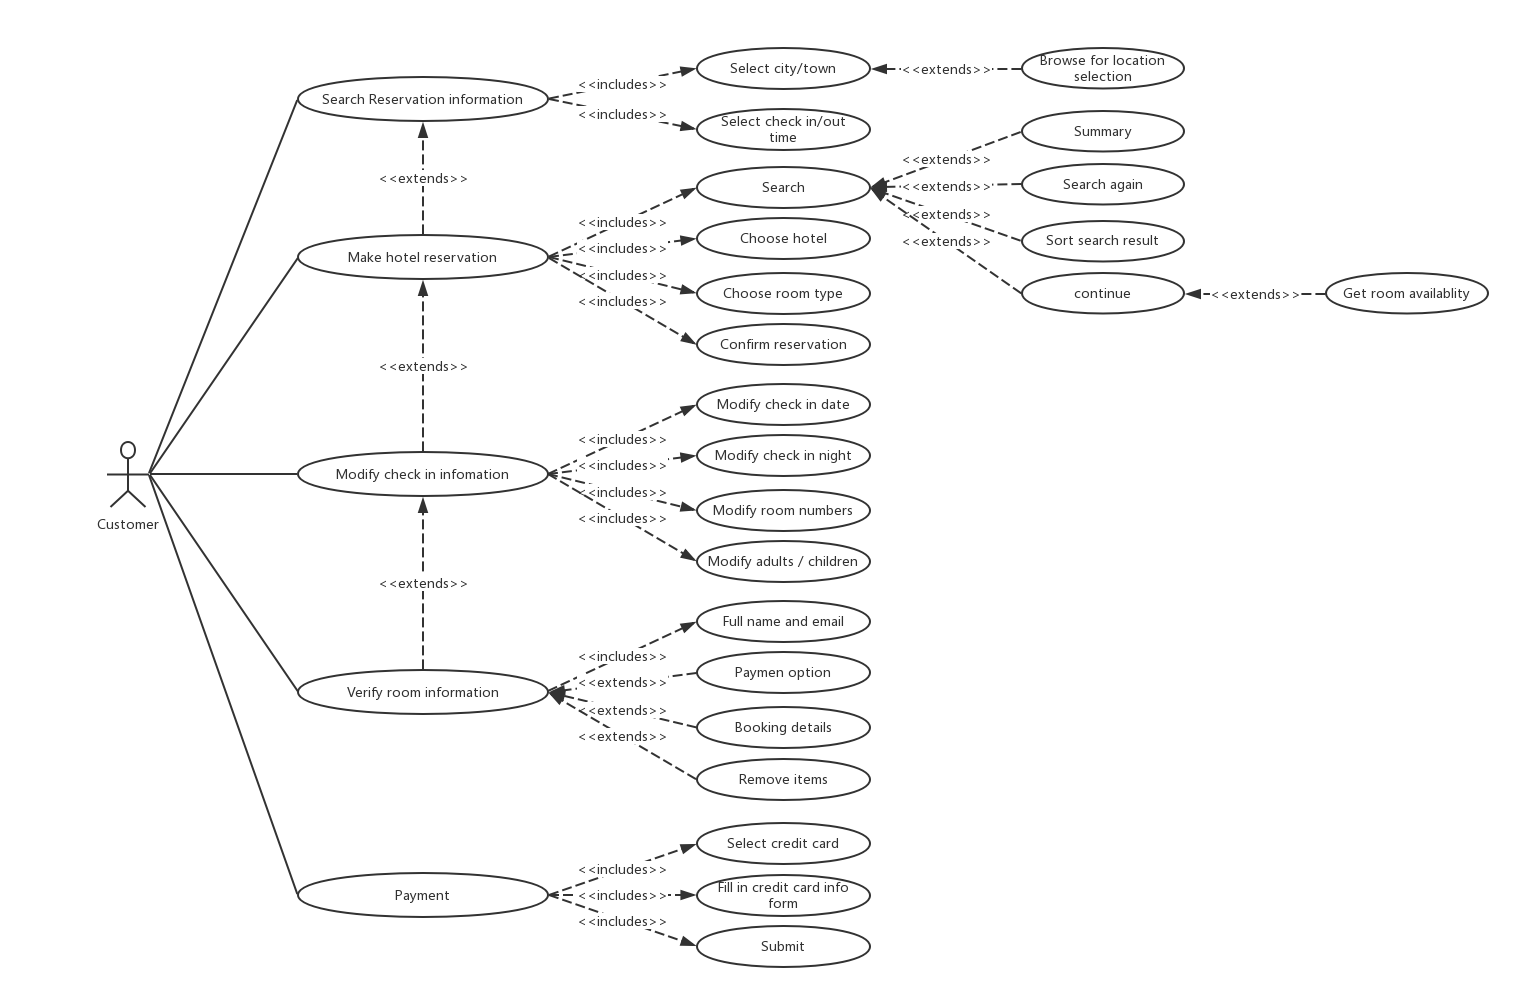 Select city/town
<<extends>>
Browse for location
selection
Search Reservation information
<<includes>>
<<includes>>
Select check in/out
time
Summary
<<extends>>
<<extends>>
Search
<<extends>>
Search again
<<includes>>
<<extends>>
Choose hotel
<<extends>>
Sort search result
Make hotel reservation
<<includes>>
<<includes>>
Choose room type
continue
<<extends>>
Get room availablity
<<includes>>
Confirm reservation
<<extends>>
Modify check in date
<<includes>>
Modify check in night
<<includes>>
Modify check in infomation
<<includes>>
Modify room numbers
<<includes>>
Customer
Modify adults / children
<<extends>>
Full name and email
<<includes>>
Paymen option
<<extends>>
Verify room information
<<extends>>
Booking details
<<extends>>
Remove items
Select credit card
<<includes>>
Payment
<<includes>>
Fill in credit card info
form
<<includes>>
Submit